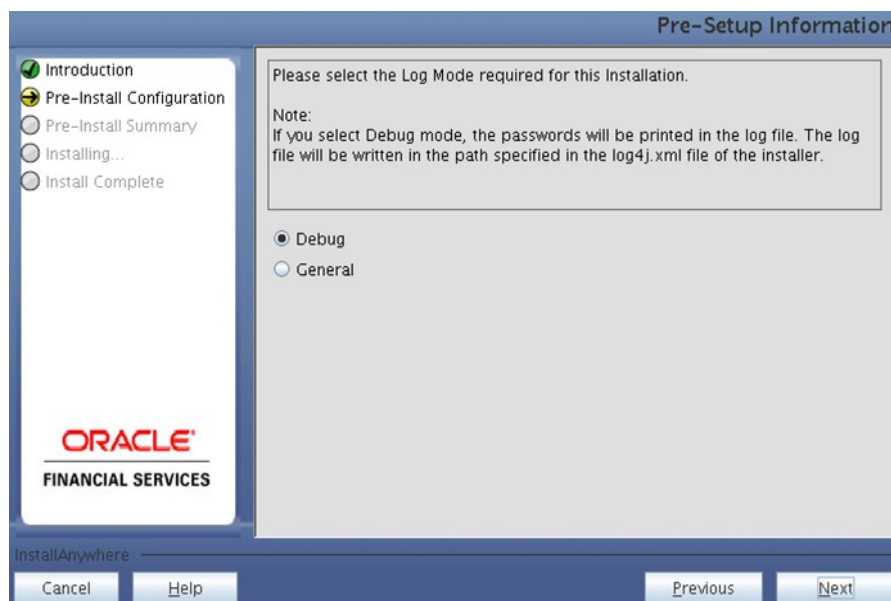 Pre-Setup Information
Introduction
Pre-Install Configuration
Pre-Install Summary
Installing...
Install Complete
Please select the Log Mode required for this Installation.
Note:
If you select Debug mode, the passwords will be printed in the log file. The log
file will be written in the path specified in the log4j.xml file of the installer.
Debug
General
ORACLE
FINANCIAL SERVICES
InstallAnywhere
Cancel
Help
Previous
Next